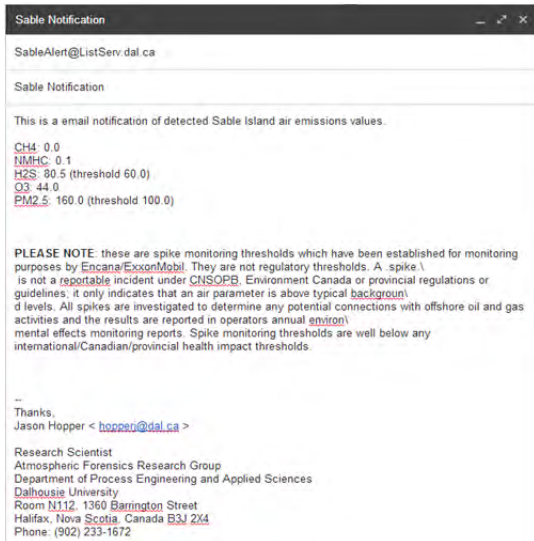 Sable Notification
SableAlert@ListServ.dal.ca
Sable Notification
This is a email notification of detected Sable Island air emissions values.
CH4: 0.0
NMHC: 0.1
H2S: 80.5 (threshold 60.0)
O3: 44.0
PM2.5: 160.0 (threshold 100.0)
PLEASE NOTE: these are spike monitoring thresholds which have been established for monitoring
purposes by Encana/ExxonMobil. They are not regulatory thresholds. A .spike.\
is not a reportable incident under CNSOPB, Environment Canada or provincial regulations or
guidelines; it only indicates that an air parameter is above typical backgroun\
d levels. All spikes are investigated to determine any potential connections with offshore oil and gas
activities and the results are reported in operators annual environ\
mental effects monitoring reports. Spike monitoring thresholds are well below any
international/Canadian/provincial health impact thresholds.
--
Thanks,
Jason Hopper < hopperj@dal.ca >
Research Scientist
Atmospheric Forensics Research Group
Department of Process Engineering and Applied Sciences
Dalhousie University
Room N112, 1360 Barrington Street
Halifax, Nova Scotia, Canada B3J 2X4
Phone: (902) 233-1672